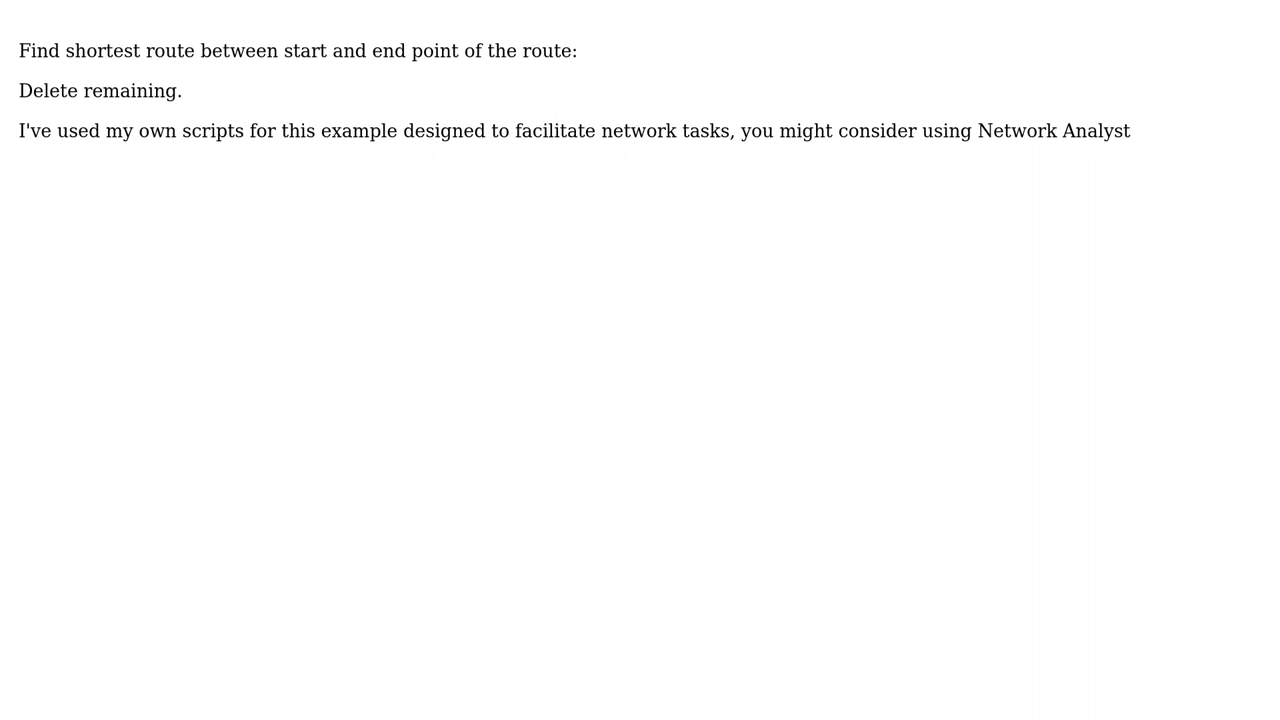 Find shortest route between start and end point of the route:
Delete remaining.
I've used my own scripts for this example designed to facilitate network tasks, you might consider using Network Analyst